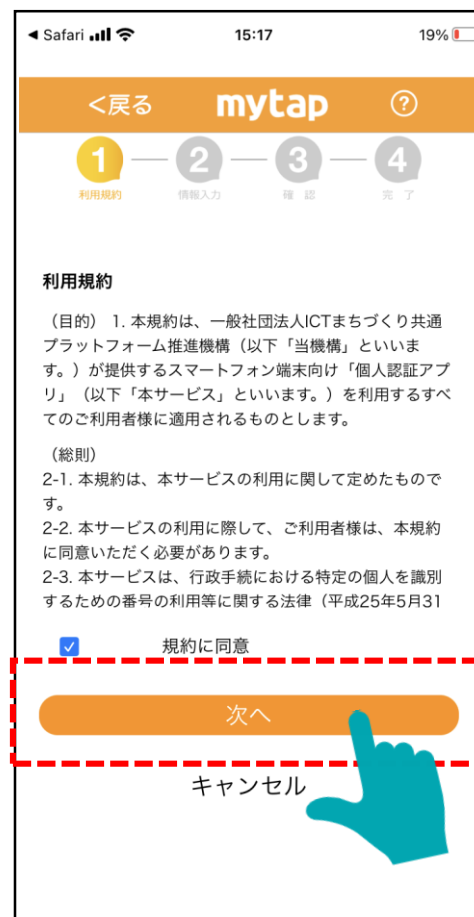 ◀ Safari 15:17 19%
<戻る mytap ?
1 2 3 4
利用規約 情報入力 確 認 完 了
利用規約
（目的） 1. 本規約は、一般社団法人ICTまちづくり共通
プラットフォーム推進機構（以下「当機構」といいま
す。）が提供するスマートフォン端末向け「個人認証アプ
リ」（以下「本サービス」といいます。）を利用するすべ
てのご利用者様に適用されるものとします。
（総則）
2-1. 本規約は、本サービスの利用に関して定めたもので
す。
2-2. 本サービスの利用に際して、ご利用者様は、本規約
に同意いただく必要があります。
2-3. 本サービスは、行政手続における特定の個人を識別
するための番号の利用等に関する法律（平成25年5月31
規約に同意
次へ
キャンセル